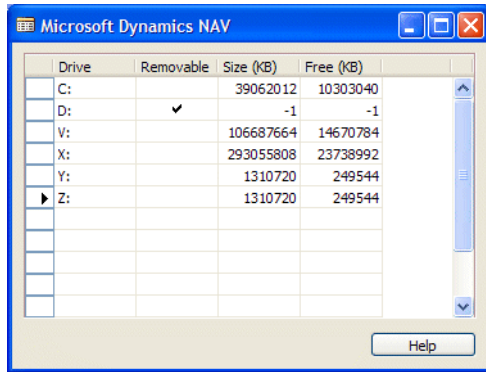 Microsoft Dynamics NAV
Drive Removable Size (KB) Free (KB)
C: 39062012 10303040
D: -1 -1
V: 106687664 14670784
X: 293055808 23738992
Y: 1310720 249544
Z: 1310720 249544
Help